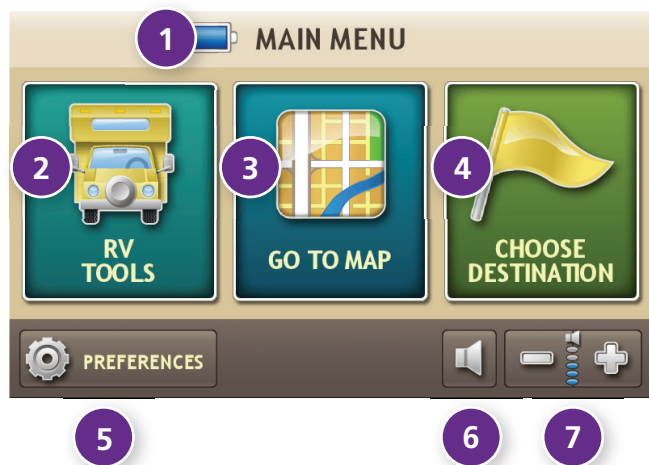 1 MAIN MENU
2
3
4
RV
TOOLS
GO TO MAP
CHOOSE
DESTINATION
PREFERENCES
5
6
7